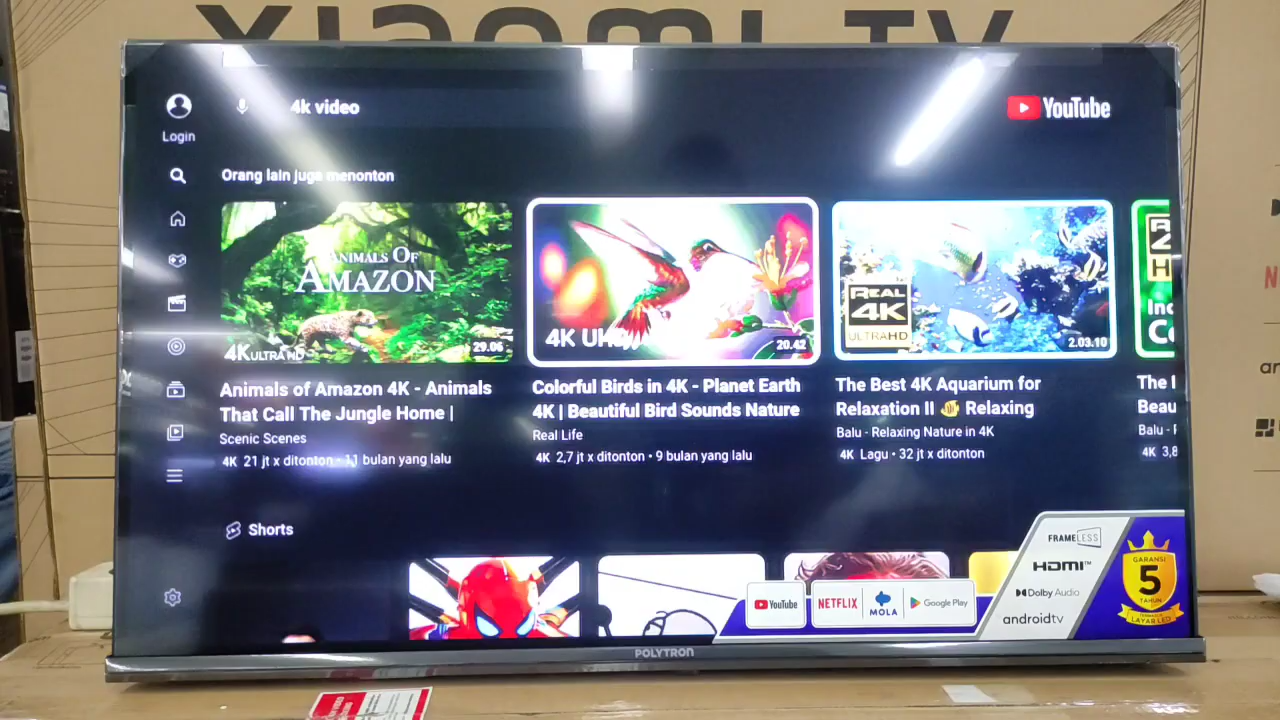 xiaomi TV
4k video
YouTube
Login
Orang lain juga menonton
ANIMALS OF
AMAZON
4K ULTRA HD
29.06
4K UHD
20.42
REAL
4K
ULTRAHD
2.03.10
Animals of Amazon 4K - Animals
That Call The Jungle Home |
Scenic Scenes
4K 21 jt x ditonton • 11 bulan yang lalu
Colorful Birds in 4K - Planet Earth
4K | Beautiful Bird Sounds Nature
Real Life
4K 2,7 jt x ditonton • 9 bulan yang lalu
The Best 4K Aquarium for
Relaxation II 🐠 Relaxing
Balu - Relaxing Nature in 4K
4K Lagu • 32 jt x ditonton
The
Beau
Balu -
4K 3,8
Shorts
FRAMELESS
HDMI™
Dolby Audio
androidtv
GARANSI
5
TAHUN
LAYAR LED
YouTube
NETFLIX
MOLA
Google Play
POLYTRON